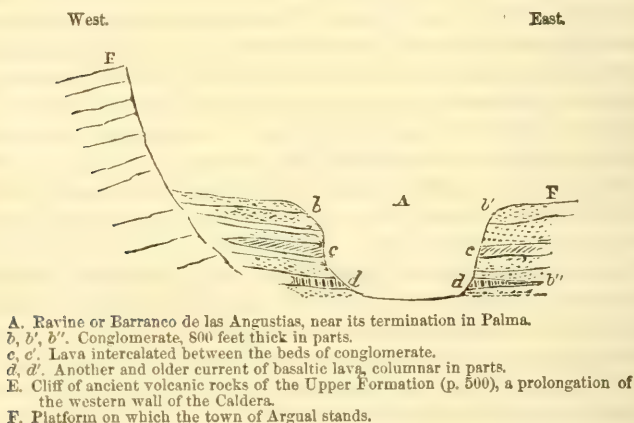 West. East.
E
b A b' F
c c
d d b"
A. Ravine or Barranco de las Angustias, near its termination in Palma.
b, b', b". Conglomerate, 800 feet thick in parts.
c, c'. Lava intercalated between the beds of conglomerate.
d, d'. Another and older current of basaltic lava, columnar in parts.
E. Cliff of ancient volcanic rocks of the Upper Formation (p. 500), a prolongation of
the western wall of the Caldera.
F. Platform on which the town of Argual stands.